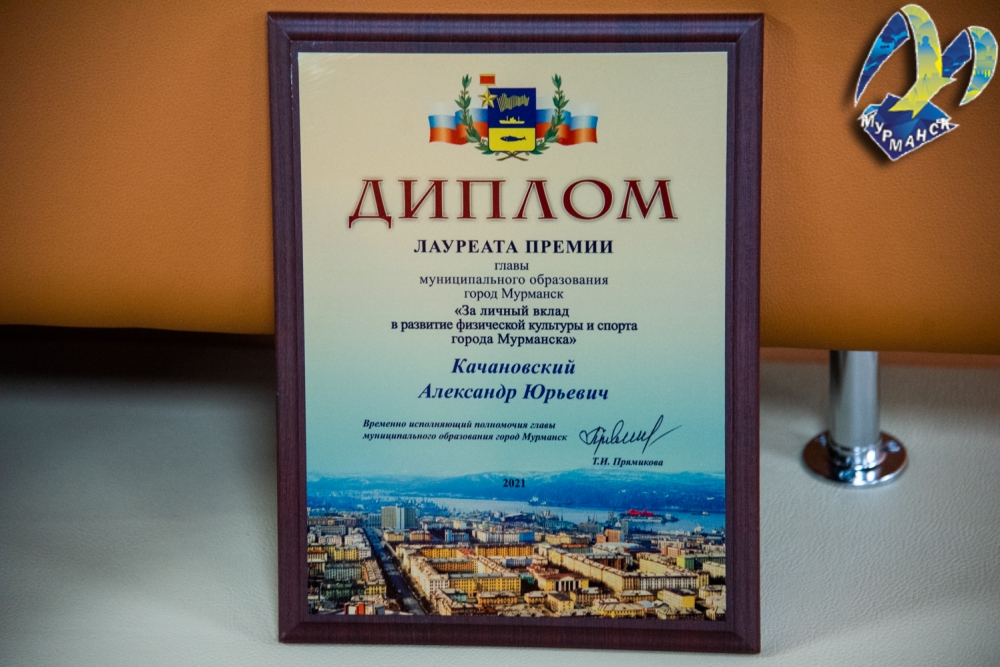 МУРМАНСК
ДИПЛОМ
ЛАУРЕАТА ПРЕМИИ
главы
муниципального образования
город Мурманск
«За личный вклад
в развитие физической культуры и спорта
города Мурманска»
Качановский
Александр Юрьевич
Временно исполняющий полномочия главы
муниципального образования город Мурманск
Т.И. Прямикова
2021